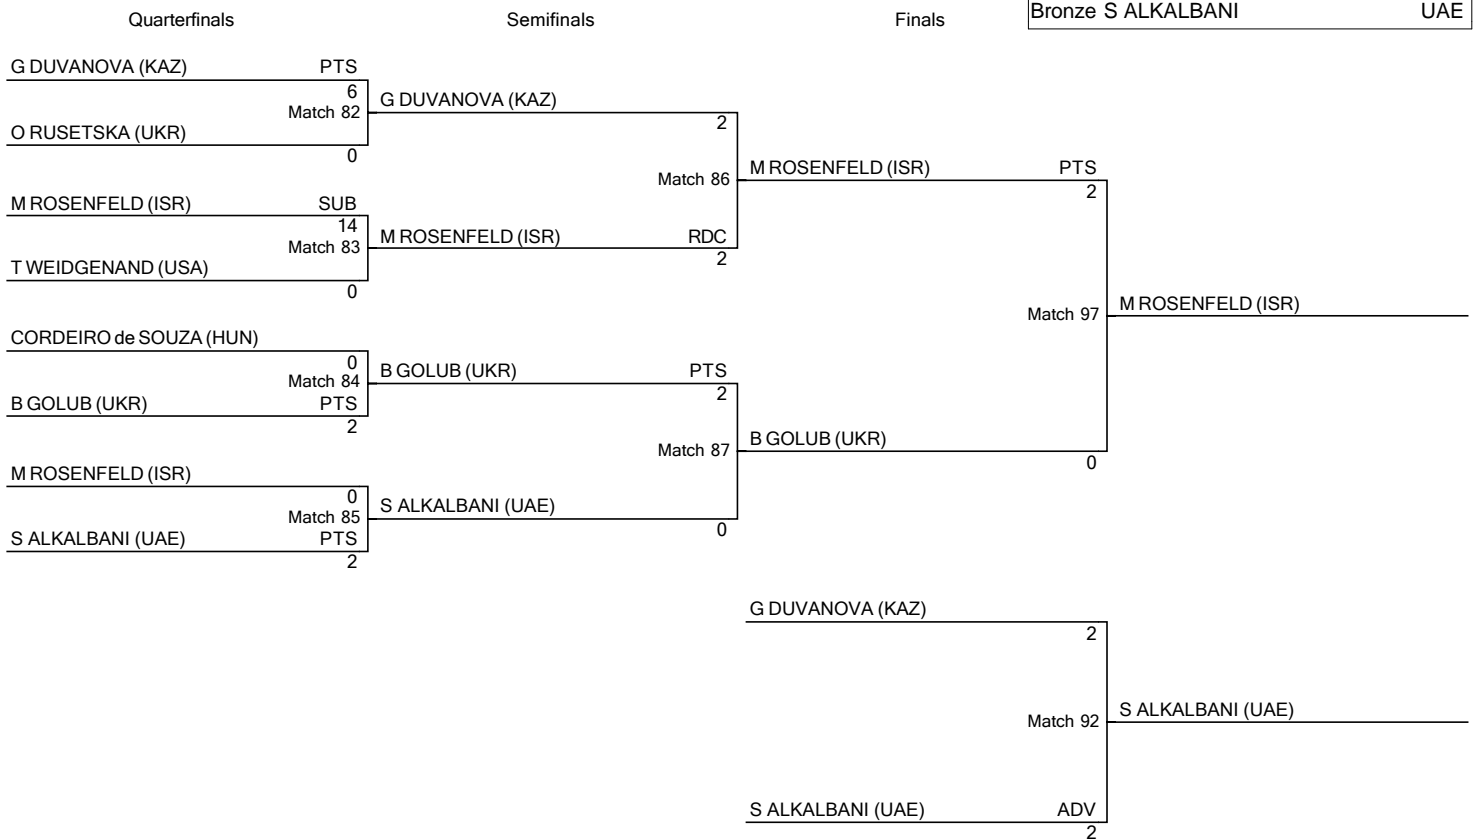 Bronze S ALKALBANI UAE
Quarterfinals Semifinals Finals
G DUVANOVA (KAZ) PTS
6
Match 82
G DUVANOVA (KAZ)
2
O RUSETSKA (UKR)
0
Match 86
M ROSENFELD (ISR) PTS
2
M ROSENFELD (ISR) SUB
14
Match 83
M ROSENFELD (ISR) RDC
2
T WEIDGENAND (USA)
0
Match 97
M ROSENFELD (ISR)
CORDEIRO de SOUZA (HUN)
0
Match 84
B GOLUB (UKR) PTS
2
B GOLUB (UKR) PTS
2
Match 87
B GOLUB (UKR)
0
M ROSENFELD (ISR)
0
Match 85
S ALKALBANI (UAE)
0
S ALKALBANI (UAE) PTS
2
G DUVANOVA (KAZ)
2
Match 92
S ALKALBANI (UAE)
S ALKALBANI (UAE) ADV
2